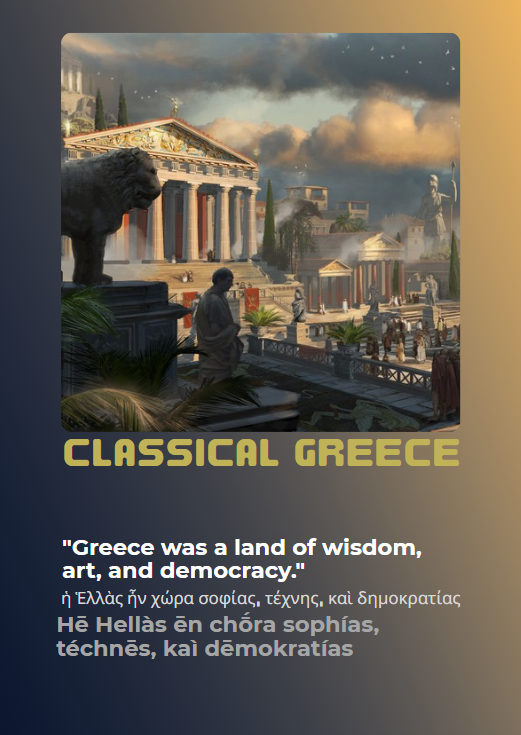 CLASSICAL GREECE
"Greece was a land of wisdom,
art, and democracy."
ἡ Ἑλλὰς ἦν χώρα σοφίας, τέχνης, καὶ δημοκρατίας
Hē Hellàs ēn chṓra sophías,
téchnēs, kaì dēmokratías